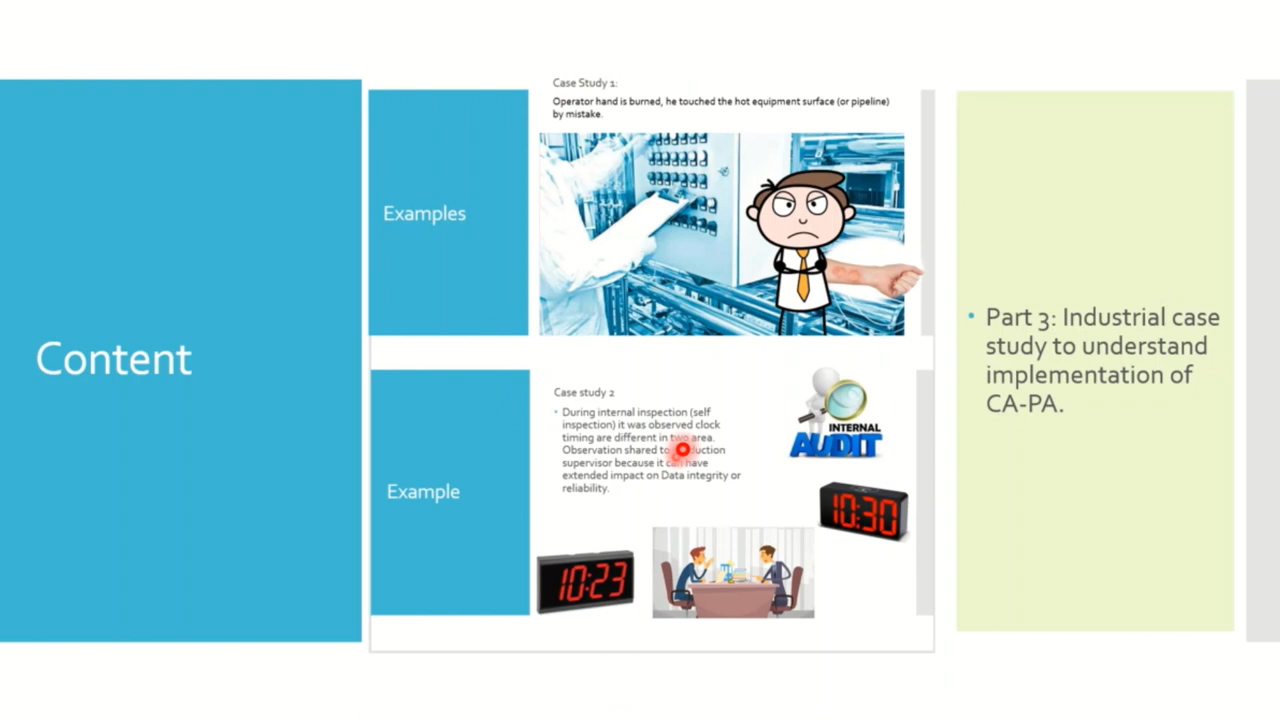 Content
Examples
Case Study 1:
Operator hand is burned, he touched the hot equipment surface (or pipeline)
by mistake.
Example
Case study 2
• During internal inspection (self
inspection) it was observed clock
timing are different in two area.
Observation shared to production
supervisor because it can have
extended impact on Data integrity or
reliability.
INTERNAL
AUDIT
10:30
10:23
• Part 3: Industrial case
study to understand
implementation of
CA-PA.